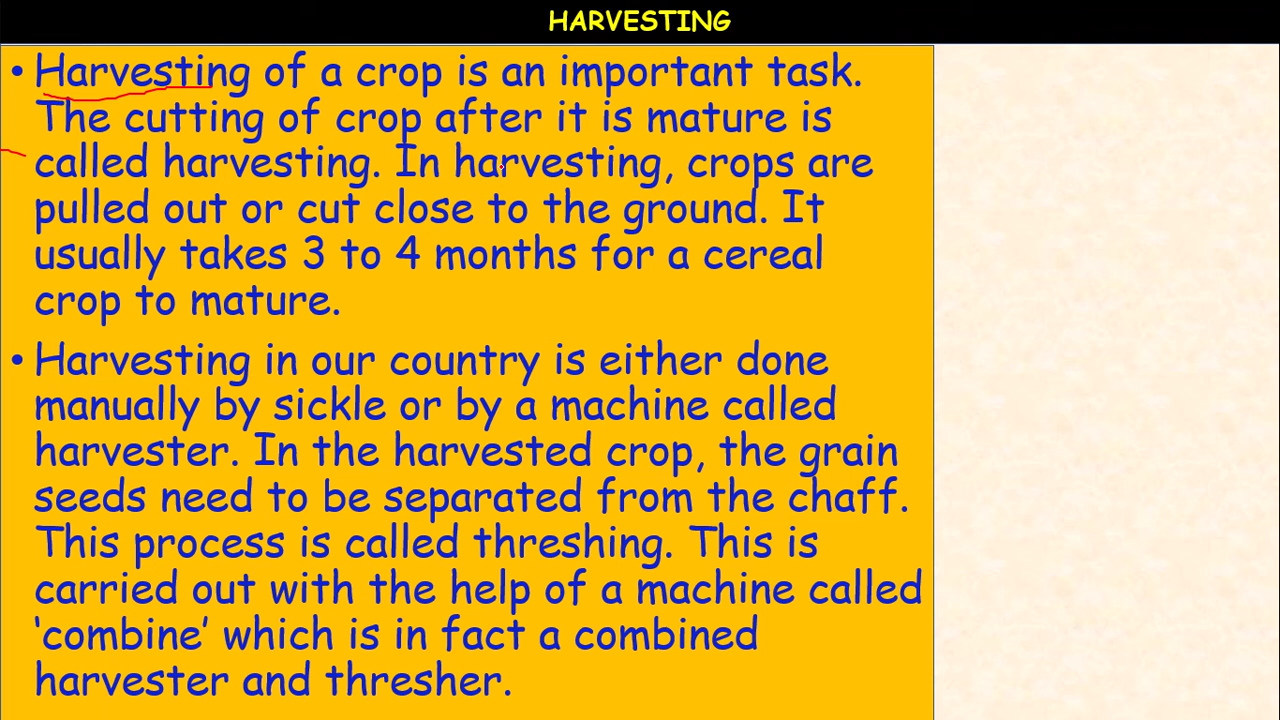 HARVESTING
• Harvesting of a crop is an important task.
The cutting of crop after it is mature is
called harvesting. In harvesting, crops are
pulled out or cut close to the ground. It
usually takes 3 to 4 months for a cereal
crop to mature.
• Harvesting in our country is either done
manually by sickle or by a machine called
harvester. In the harvested crop, the grain
seeds need to be separated from the chaff.
This process is called threshing. This is
carried out with the help of a machine called
‘combine’ which is in fact a combined
harvester and thresher.